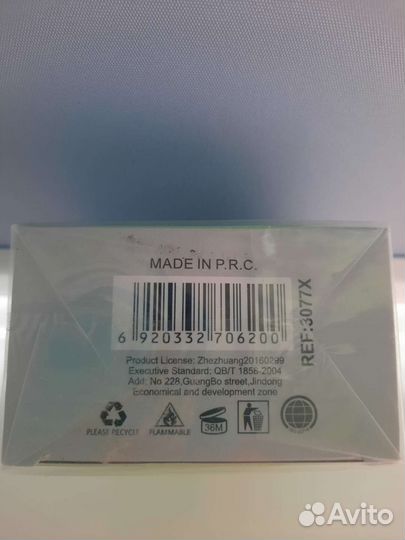 MADE IN P.R.C.
6 920332 706200
REF:3077X
Product License: Zhezhuang20160299
Executive Standard: QB/T 1858-2004
Add: No 228,GuangBo street,Jindong
Economical and development zone
PLEASE RECYCLE
FLAMMABLE
36M
Avito